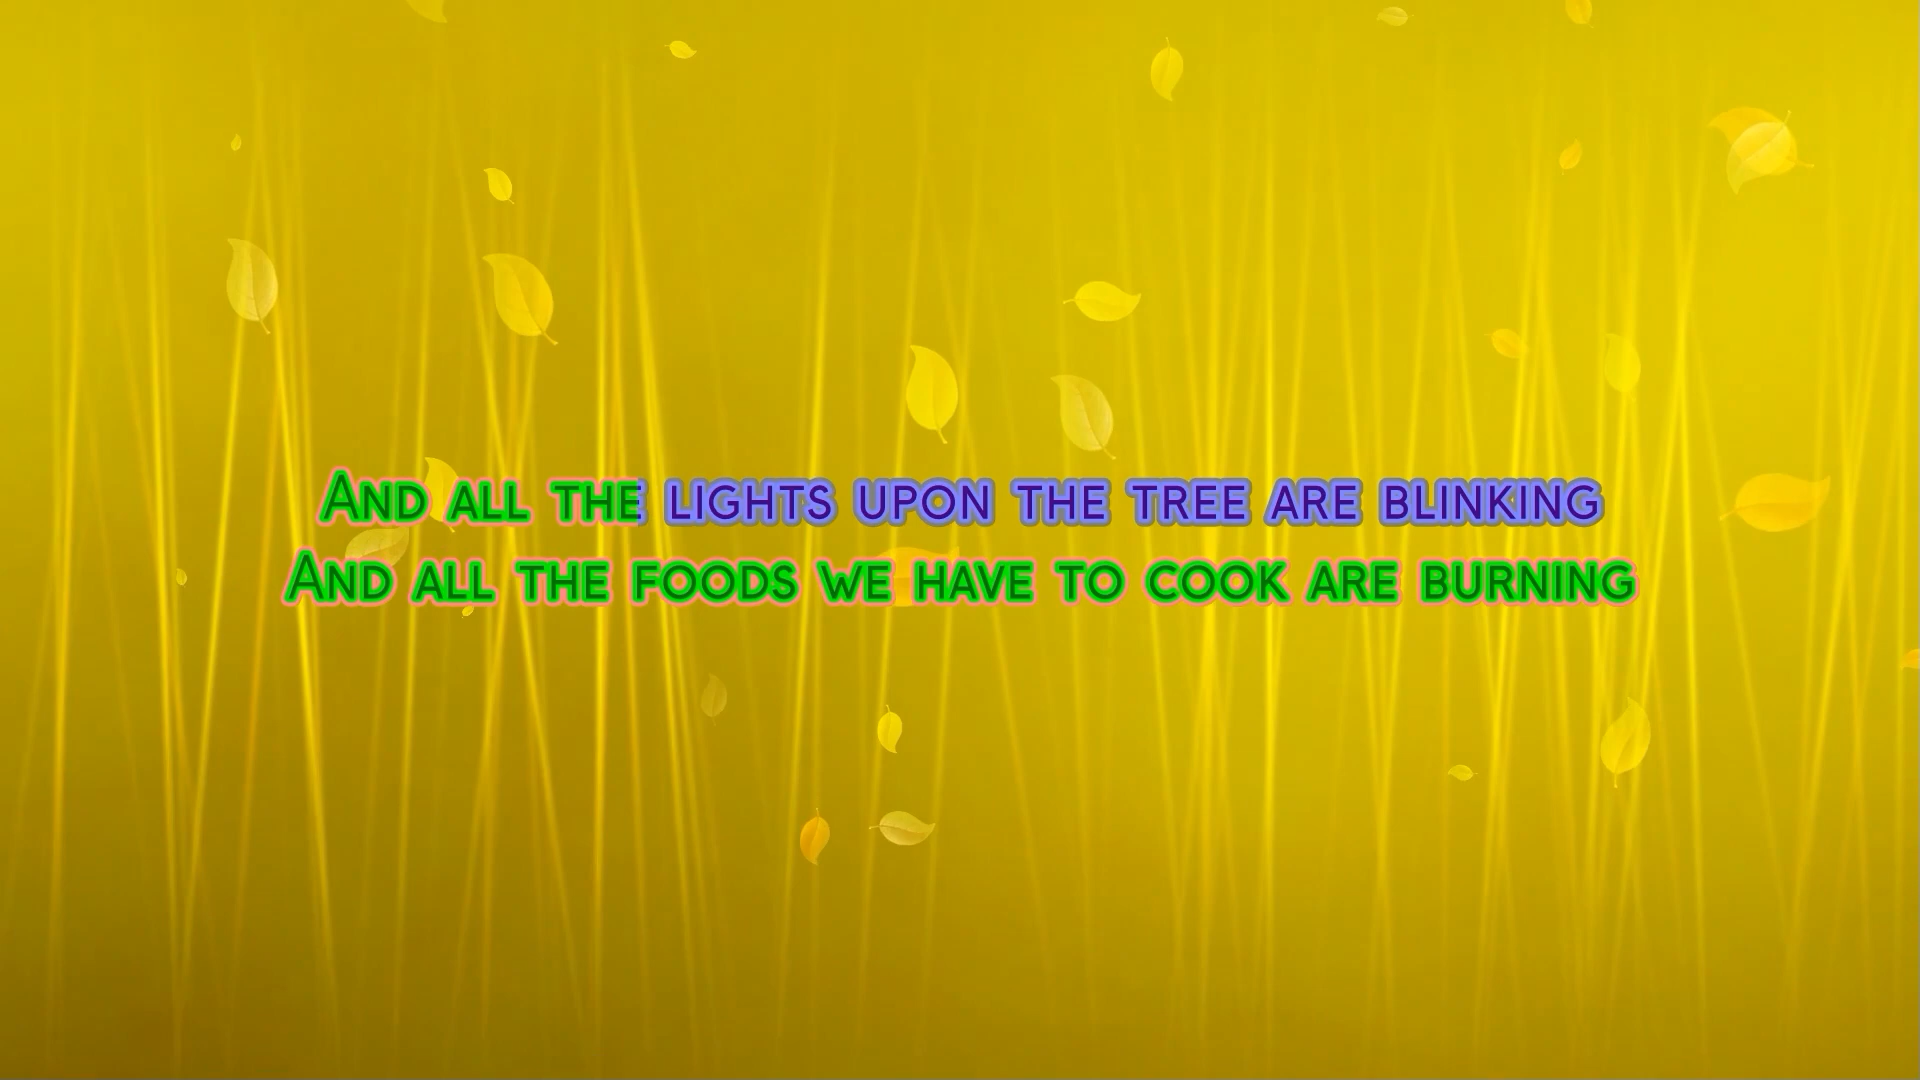 And all the lights upon the tree are blinking
And all the foods we have to cook are burning